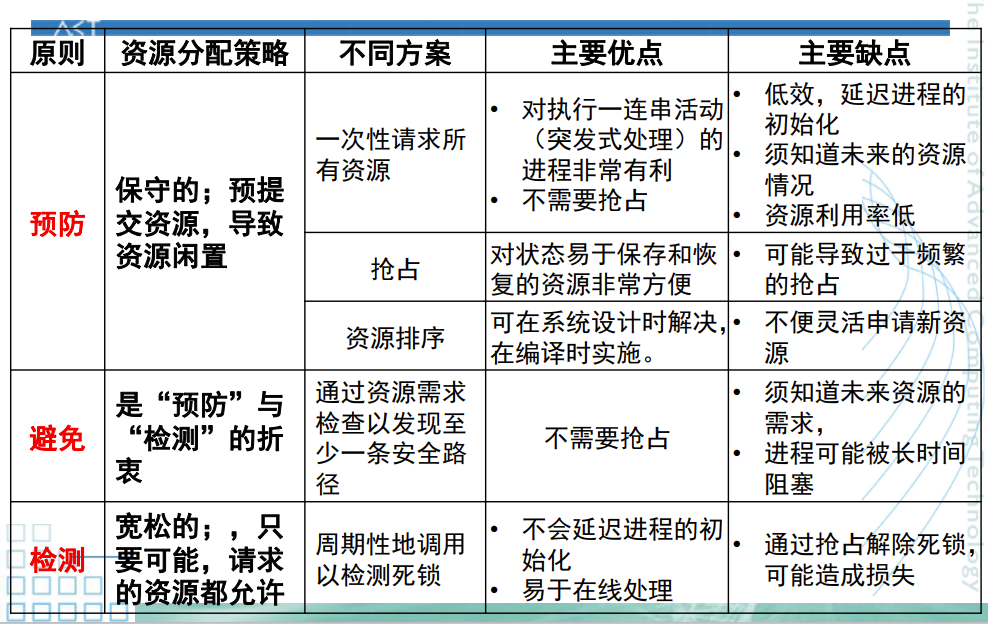 原则 资源分配策略 不同方案 主要优点 主要缺点
预防
保守的；预提
交资源，导致
资源闲置
一次性请求所
有资源
• 对执行一连串活动
（突发式处理）的
进程非常有利
• 不需要抢占
• 低效，延迟进程的
初始化
• 须知道未来的资源
情况
• 资源利用率低
抢占
对状态易于保存和恢
复的资源非常方便
• 可能导致过于频繁
的抢占
资源排序
可在系统设计时解决，
在编译时实施。
• 不便灵活申请新资
源
避免
是“预防”与
“检测”的折
衷
通过资源需求
检查以发现至
少一条安全路
径
不需要抢占
• 须知道未来资源的
需求，
• 进程可能被长时间
阻塞
检测
宽松的；，只
要可能，请求
的资源都允许
周期性地调用
以检测死锁
• 不会延迟进程的初
始化
• 易于在线处理
• 通过抢占解除死锁，
可能造成损失
he Institute of Advanced Computing Technology